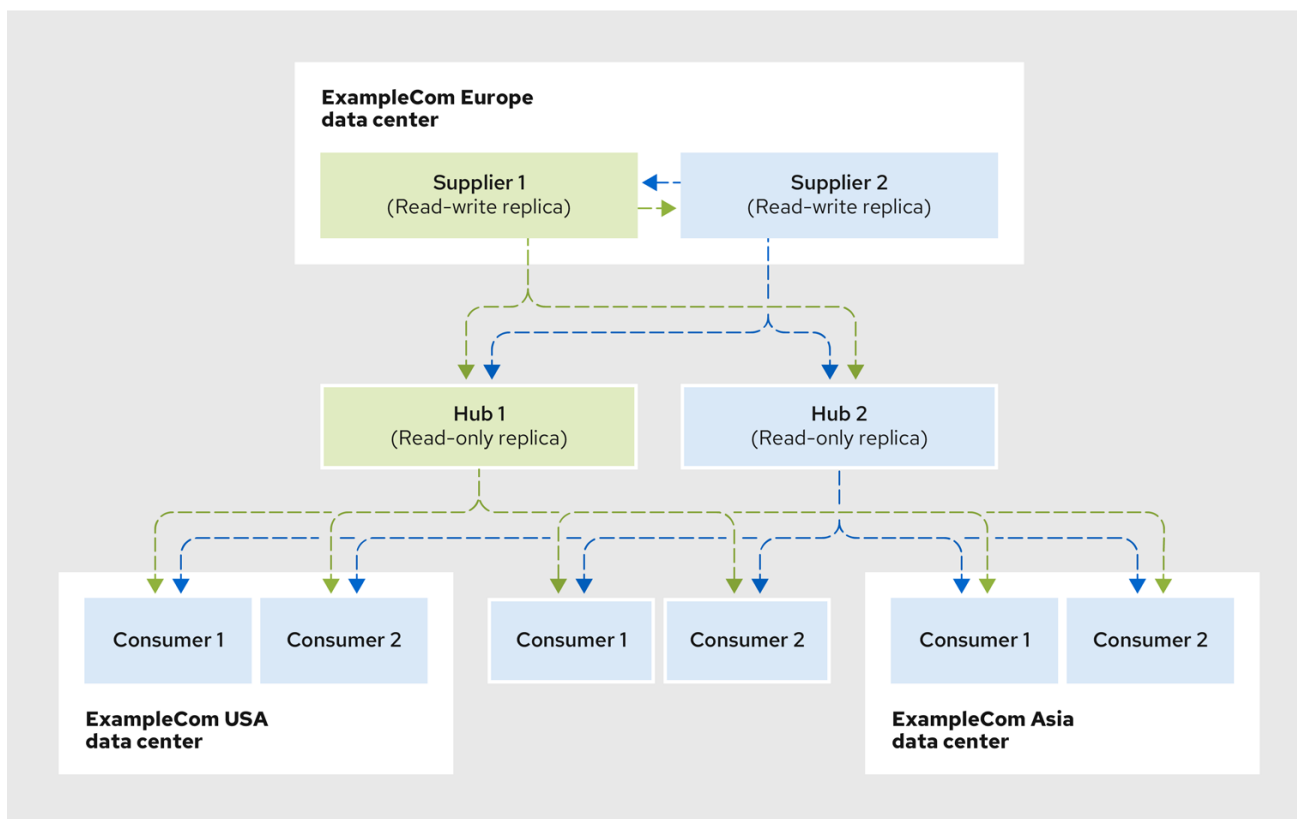 ExampleCom Europe
data center
Supplier 1
(Read-write replica)
Supplier 2
(Read-write replica)
Hub 1
(Read-only replica)
Hub 2
(Read-only replica)
Consumer 1
Consumer 2
Consumer 1
Consumer 2
Consumer 1
Consumer 2
ExampleCom USA
data center
ExampleCom Asia
data center